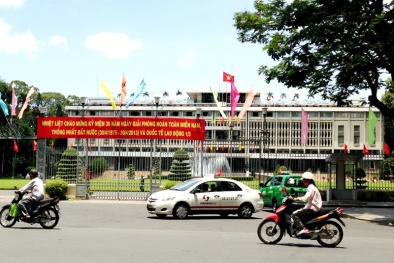 NHIỆT LIỆT CHÀO MỪNG KỶ NIỆM 38 NĂM NGÀY GIẢI PHÓNG HOÀN TOÀN MIỀN NAM,
THỐNG NHẤT ĐẤT NƯỚC (30/4/1975 - 30/4/2013) VÀ QUỐC TẾ LAO ĐỘNG 1/5